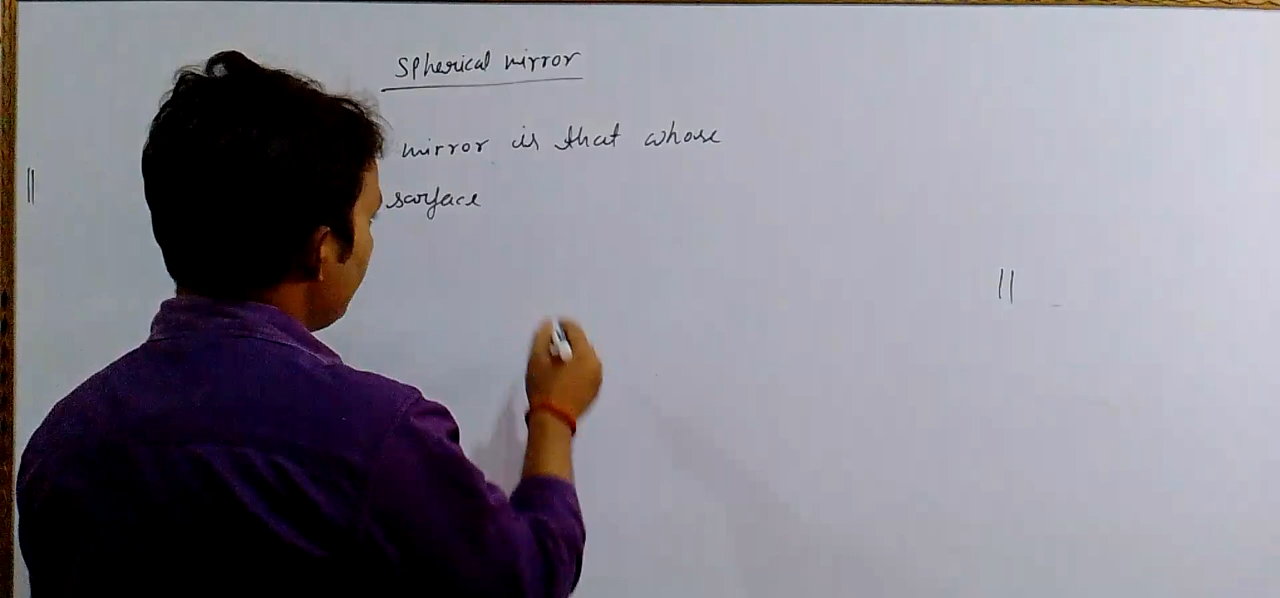 Spherical mirror
mirror is that whose
surface
||
||